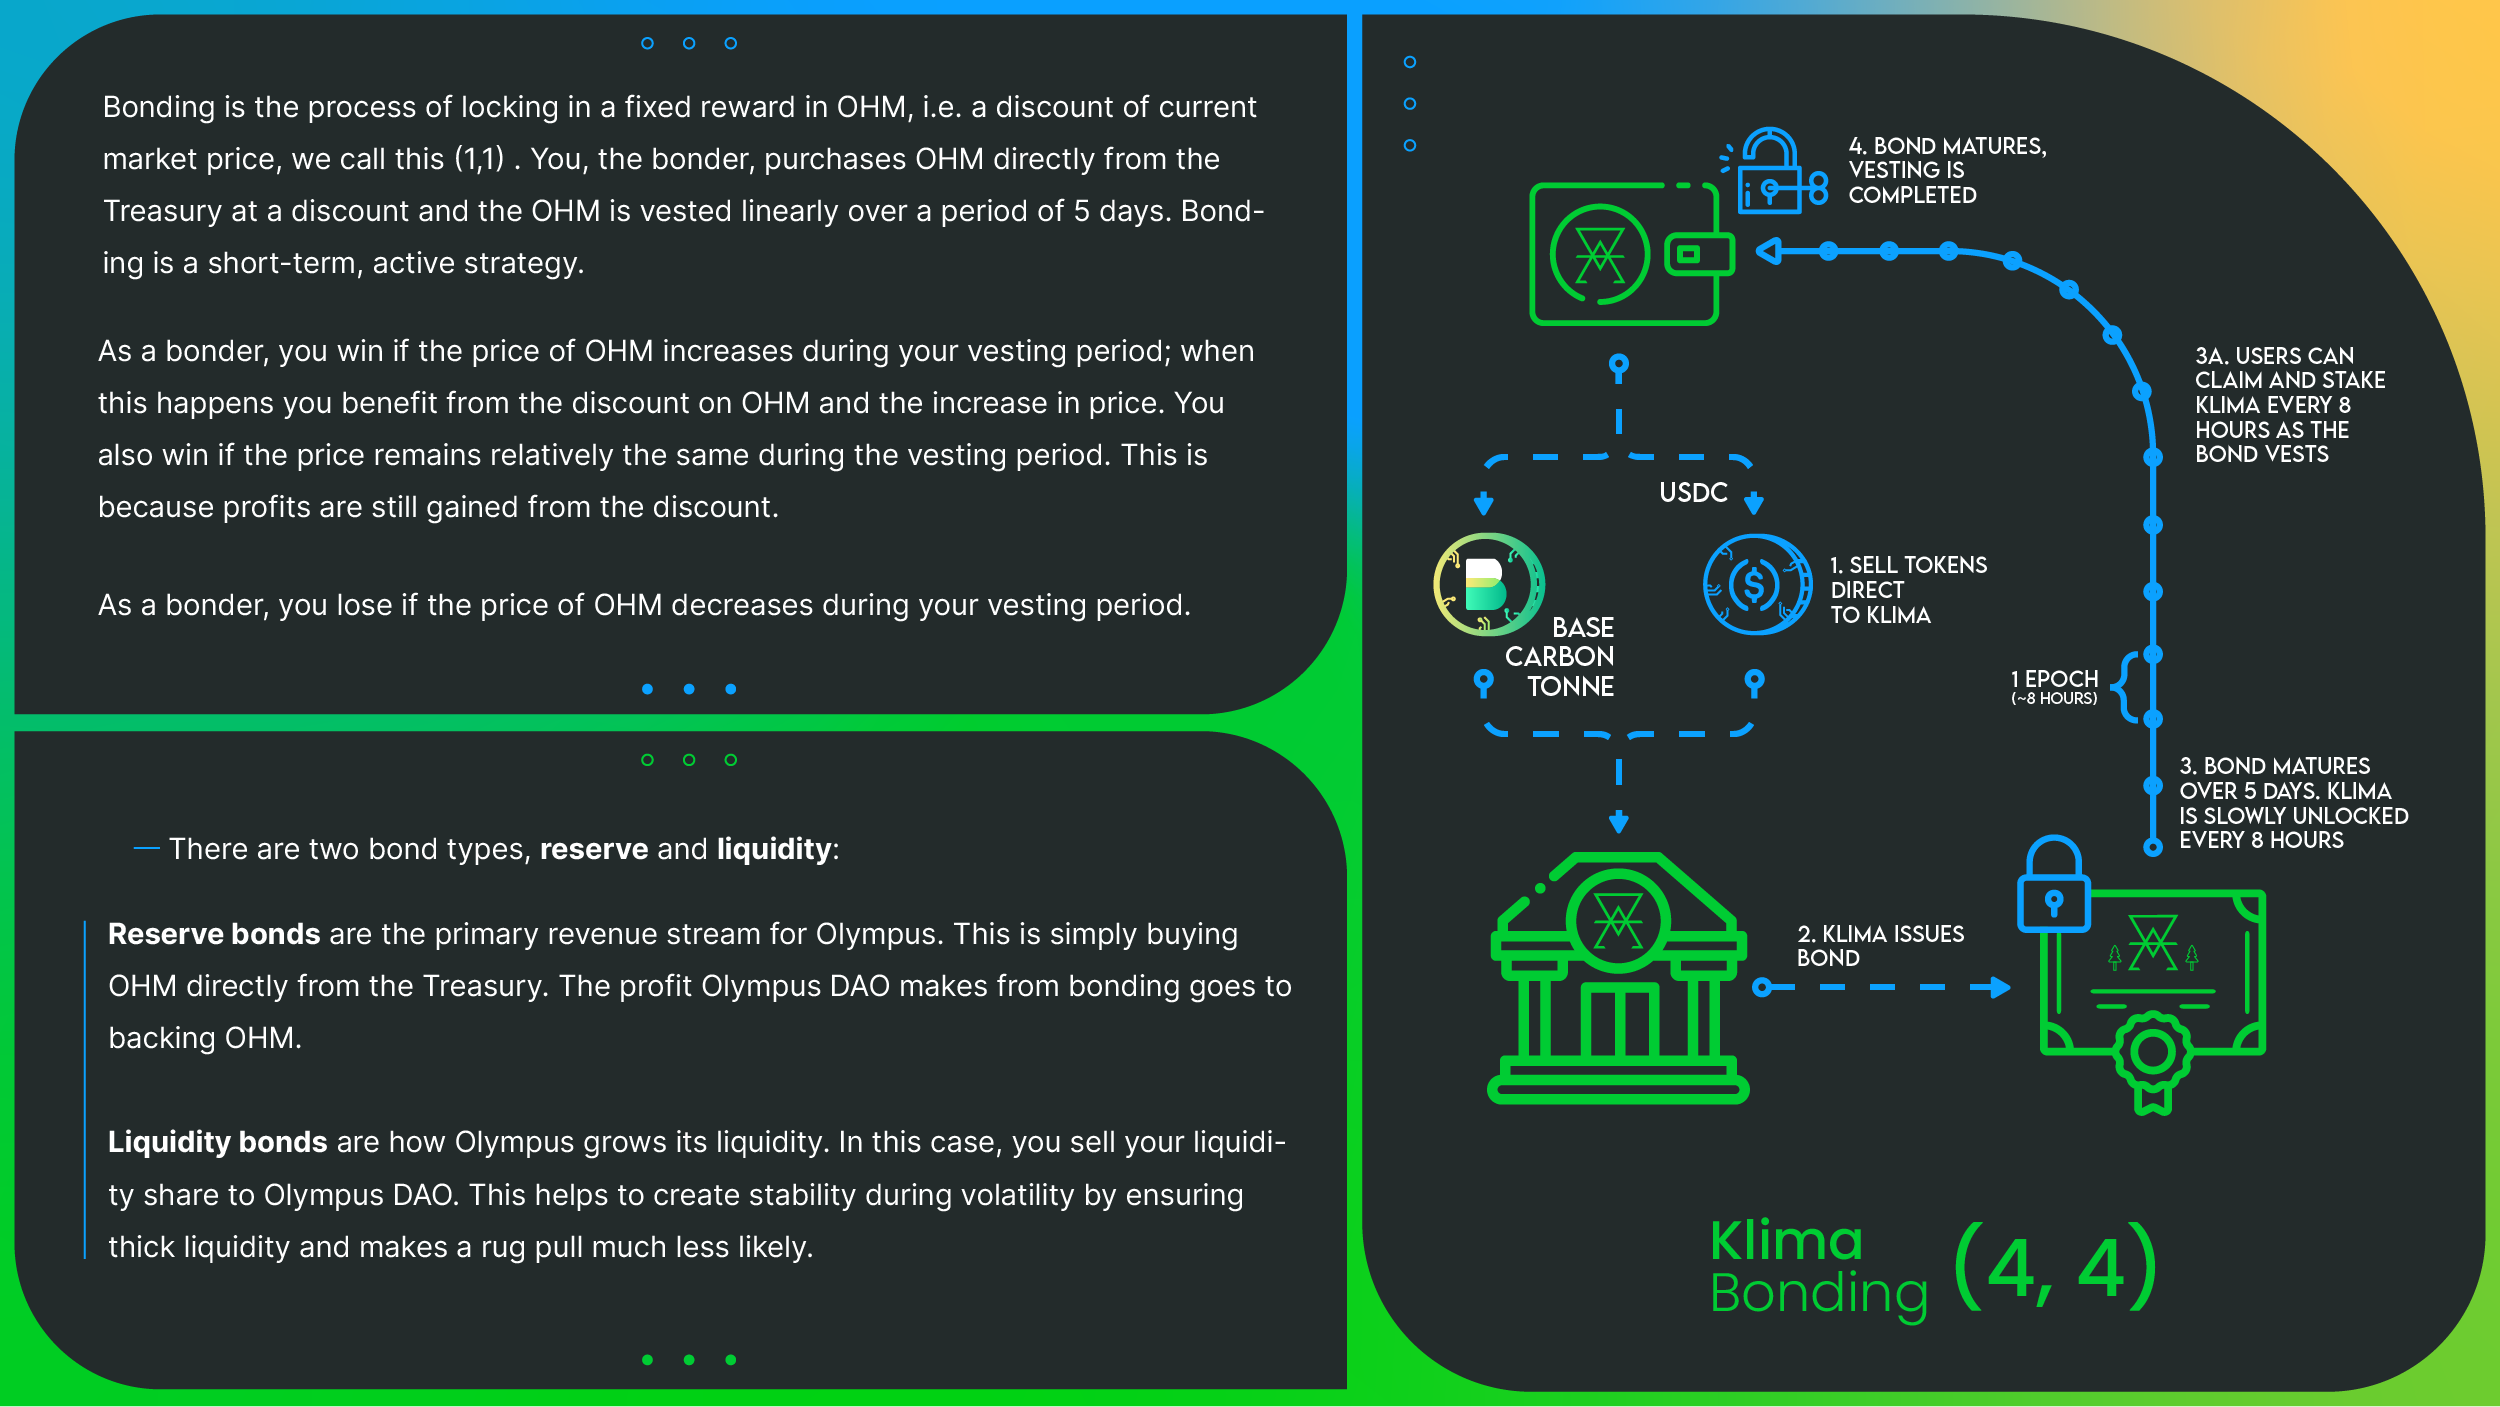 Bonding is the process of locking in a fixed reward in OHM, i.e. a discount of current
market price, we call this (1,1) . You, the bonder, purchases OHM directly from the
Treasury at a discount and the OHM is vested linearly over a period of 5 days. Bond-
ing is a short-term, active strategy.
As a bonder, you win if the price of OHM increases during your vesting period; when
this happens you benefit from the discount on OHM and the increase in price. You
also win if the price remains relatively the same during the vesting period. This is
because profits are still gained from the discount.
As a bonder, you lose if the price of OHM decreases during your vesting period.
— There are two bond types, reserve and liquidity:
Reserve bonds are the primary revenue stream for Olympus. This is simply buying
OHM directly from the Treasury. The profit Olympus DAO makes from bonding goes to
backing OHM.
Liquidity bonds are how Olympus grows its liquidity. In this case, you sell your liquidi-
ty share to Olympus DAO. This helps to create stability during volatility by ensuring
thick liquidity and makes a rug pull much less likely.
4. BOND MATURES,
VESTING IS
COMPLETED
3A. USERS CAN
CLAIM AND STAKE
KLIMA EVERY 8
HOURS AS THE
BOND VESTS
USDC
1. SELL TOKENS
DIRECT
TO KLIMA
BASE
CARBON
TONNE
1 EPOCH
(~8 HOURS)
3. BOND MATURES
OVER 5 DAYS. KLIMA
IS SLOWLY UNLOCKED
EVERY 8 HOURS
2. KLIMA ISSUES
BOND
Klima
Bonding (4, 4)